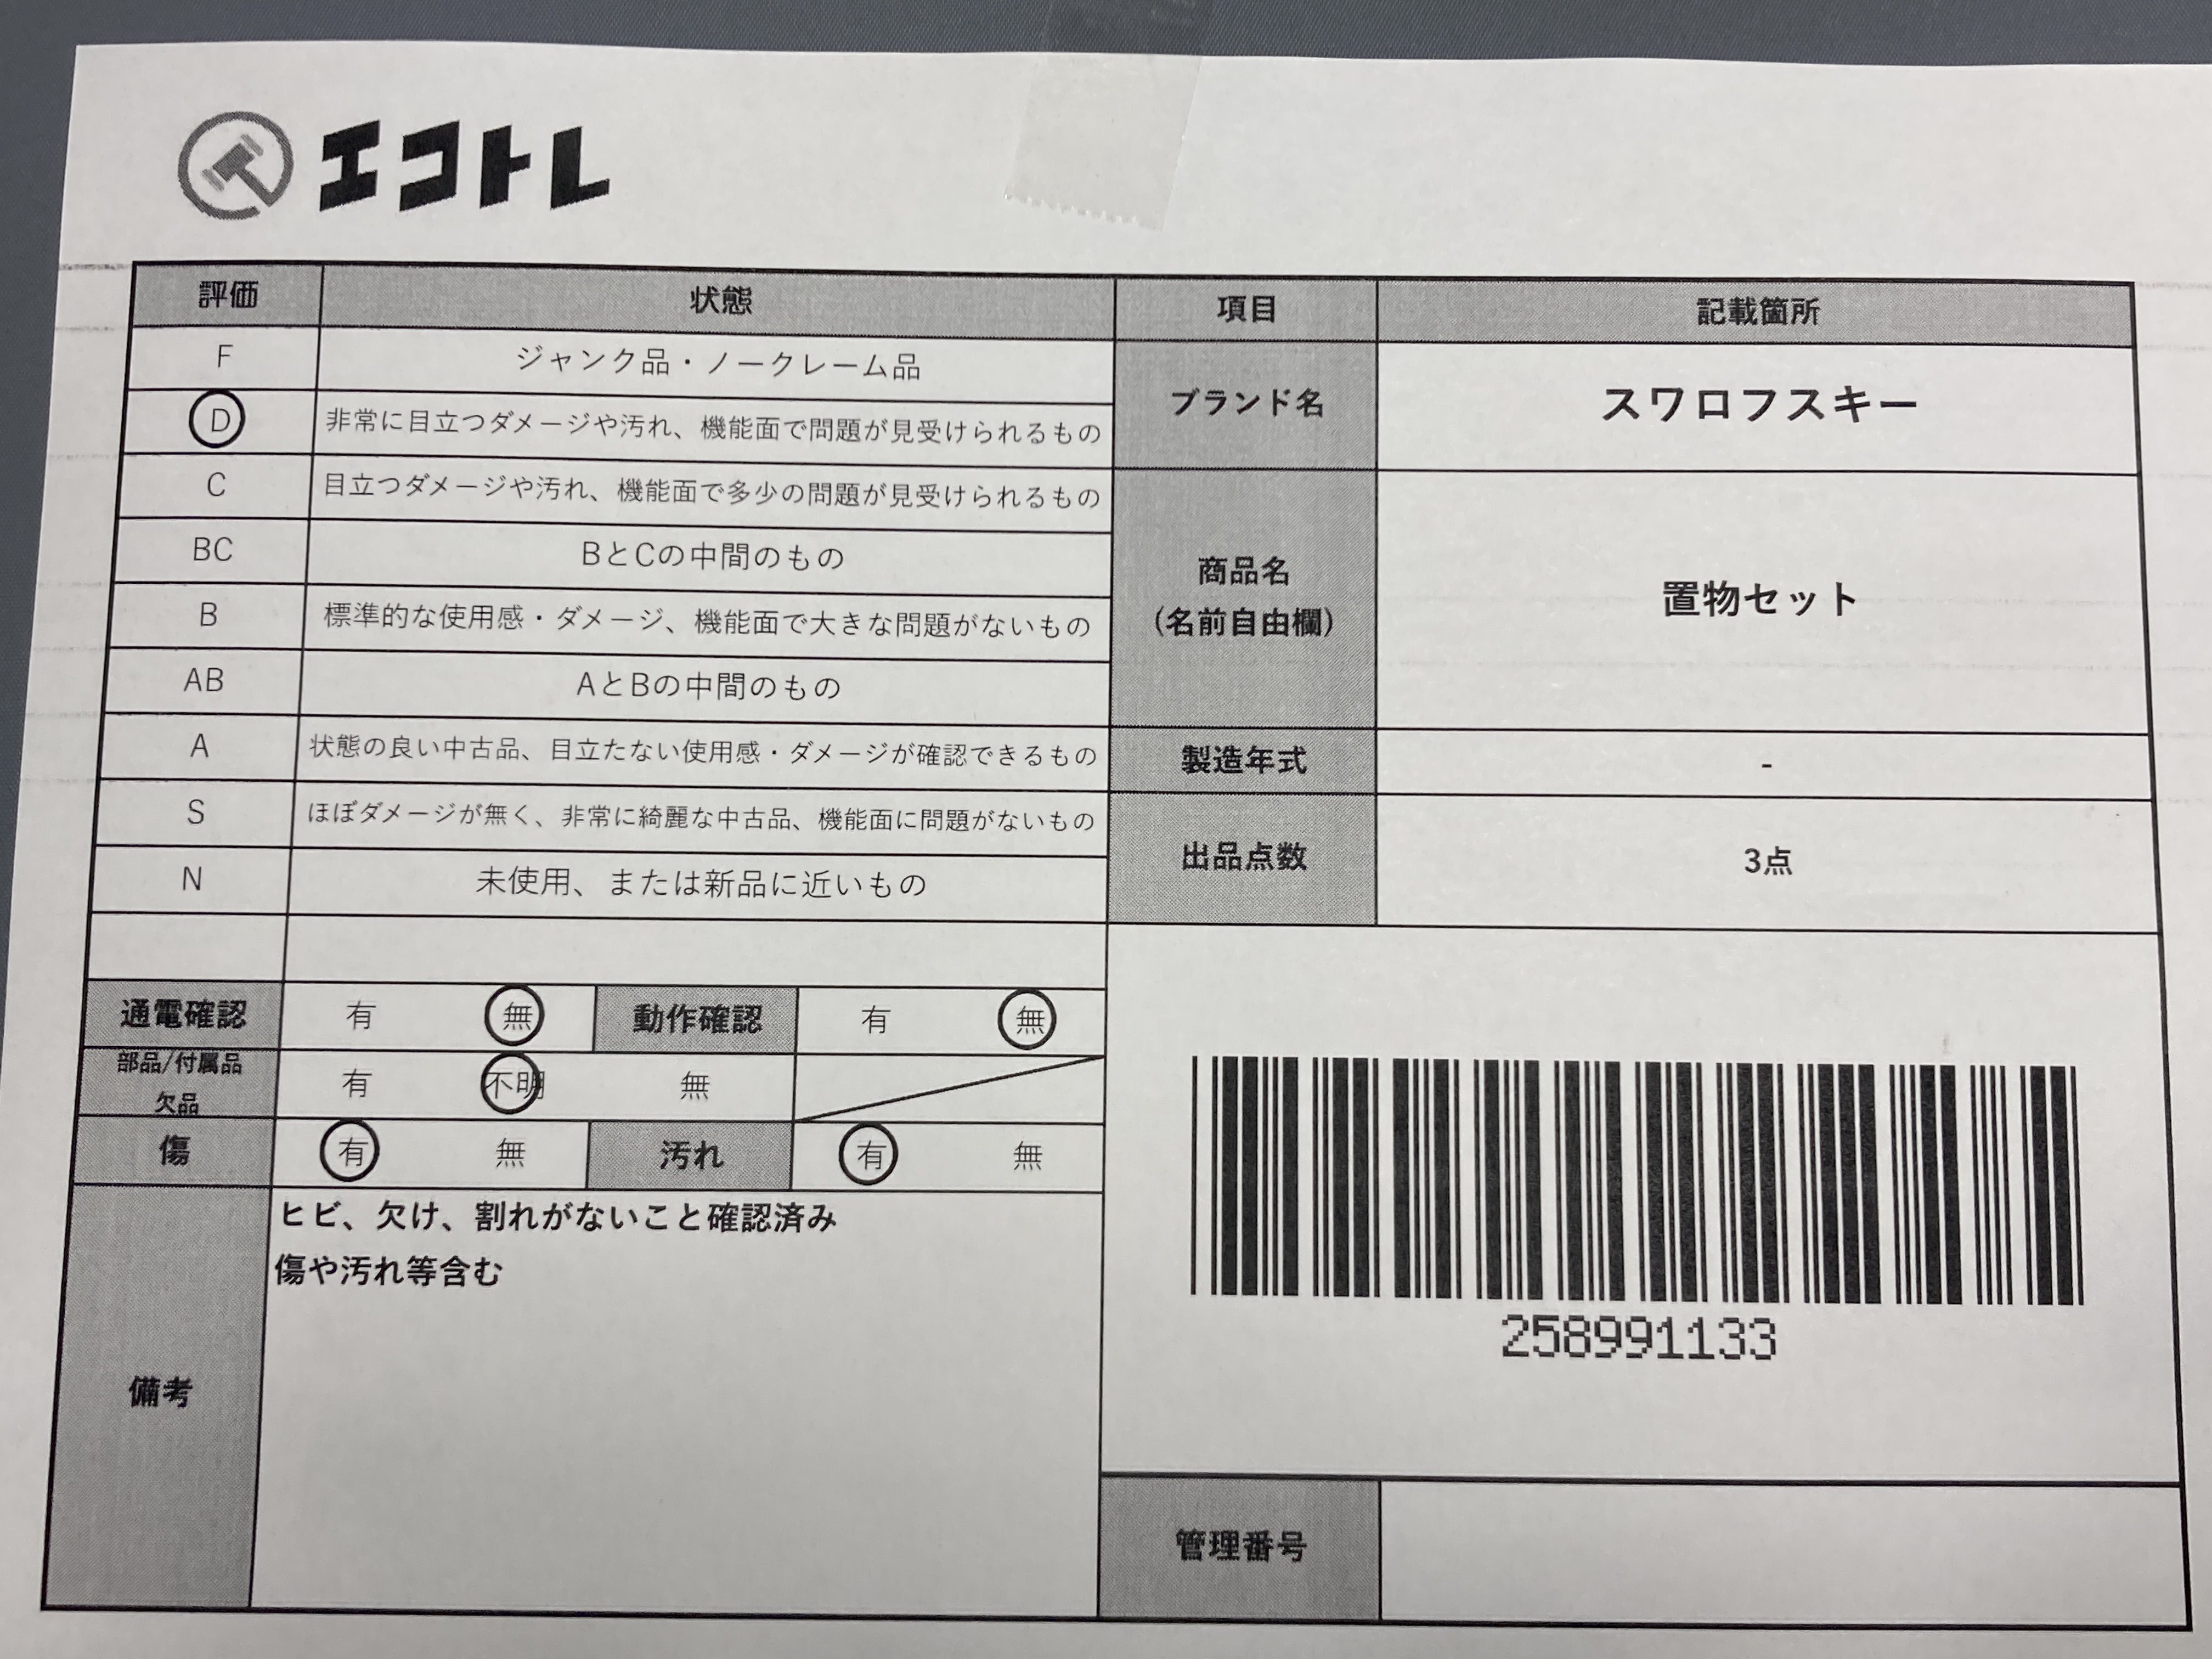 エコトレ
評価 状態 項目 記載箇所
F ジャンク品・ノークレーム品
D 非常に目立つダメージや汚れ、機能面で問題が見受けられるもの
ブランド名 スワロフスキー
C 目立つダメージや汚れ、機能面で多少の問題が見受けられるもの
BC BとCの中間のもの
B 標準的な使用感・ダメージ、機能面で大きな問題がないもの
商品名
(名前自由欄)
置物セット
AB AとBの中間のもの
A 状態の良い中古品、目立たない使用感・ダメージが確認できるもの
製造年式 -
S ほぼダメージが無く、非常に綺麗な中古品、機能面に問題がないもの
出品点数 3点
N 未使用、または新品に近いもの
通電確認 有 無 動作確認 有 無
部品/付属品
欠品
有 不明 無
傷 有 無 汚れ 有 無
備考
ヒビ、欠け、割れがないこと確認済み
傷や汚れ等含む
258991133
管理番号